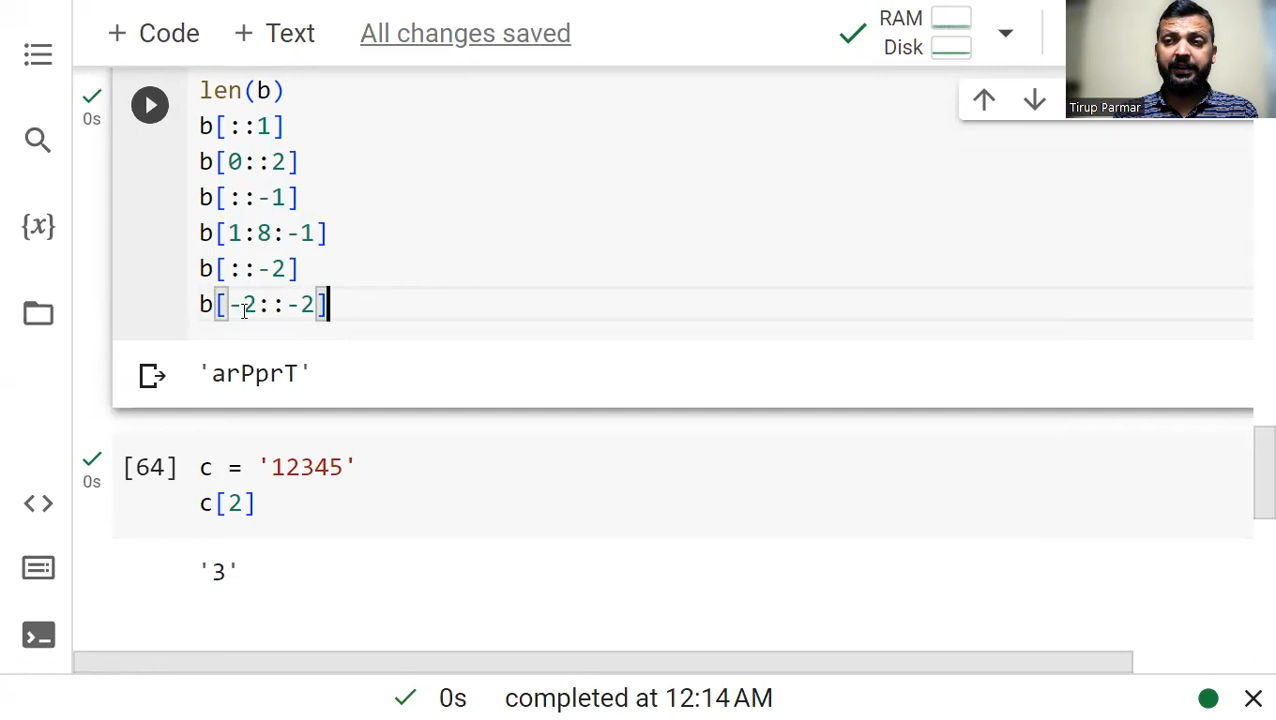 + Code + Text All changes saved RAM Disk
Tirup Parmar
len(b)
b[::1]
b[0::2]
b[::-1]
b[1:8:-1]
b[::-2]
b[-2::-2]
0s
{x}
'arPprT'
[64] c = '12345'
c[2]
0s
'3'
0s completed at 12:14 AM